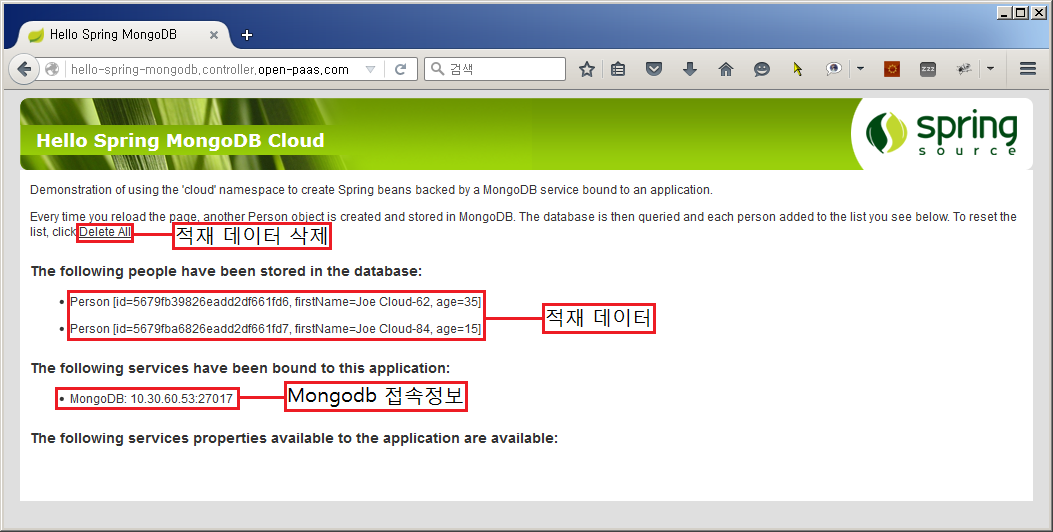 Hello Spring MongoDB
hello-spring-mongodb.controller.open-paas.com
검색
zzz
Hello Spring MongoDB Cloud
spring
source
Demonstration of using the 'cloud' namespace to create Spring beans backed by a MongoDB service bound to an application.
Every time you reload the page, another Person object is created and stored in MongoDB. The database is then queried and each person added to the list you see below. To reset the
list, click Delete All
적재 데이터 삭제
The following people have been stored in the database:
• Person [id=5679fb39826eadd2df661fd6, firstName=Joe Cloud-62, age=35]
• Person [id=5679fba6826eadd2df661fd7, firstName=Joe Cloud-84, age=15]
적재 데이터
The following services have been bound to this application:
• MongoDB: 10.30.60.53:27017
Mongodb 접속정보
The following services properties available to the application are available: